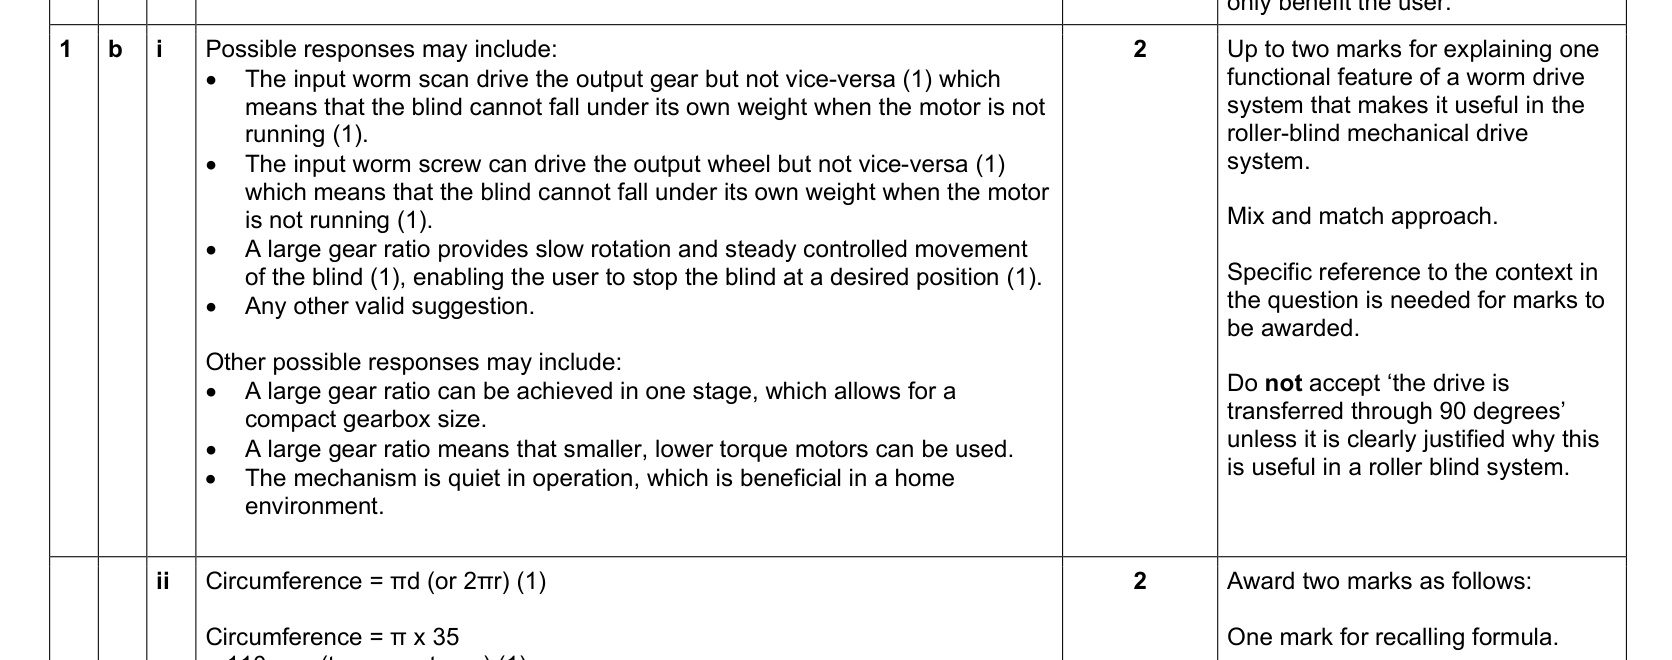 only benefit the user.
1 b i Possible responses may include: 2 Up to two marks for explaining one
• The input worm scan drive the output gear but not vice-versa (1) which functional feature of a worm drive
means that the blind cannot fall under its own weight when the motor is not system that makes it useful in the
running (1). roller-blind mechanical drive
• The input worm screw can drive the output wheel but not vice-versa (1) system.
which means that the blind cannot fall under its own weight when the motor
is not running (1). Mix and match approach.
• A large gear ratio provides slow rotation and steady controlled movement
of the blind (1), enabling the user to stop the blind at a desired position (1). Specific reference to the context in
• Any other valid suggestion. the question is needed for marks to
be awarded.
Other possible responses may include:
• A large gear ratio can be achieved in one stage, which allows for a Do not accept ‘the drive is
compact gearbox size. transferred through 90 degrees’
• A large gear ratio means that smaller, lower torque motors can be used. unless it is clearly justified why this
• The mechanism is quiet in operation, which is beneficial in a home is useful in a roller blind system.
environment.
ii Circumference = πd (or 2πr) (1) 2 Award two marks as follows:
Circumference = π x 35 One mark for recalling formula.